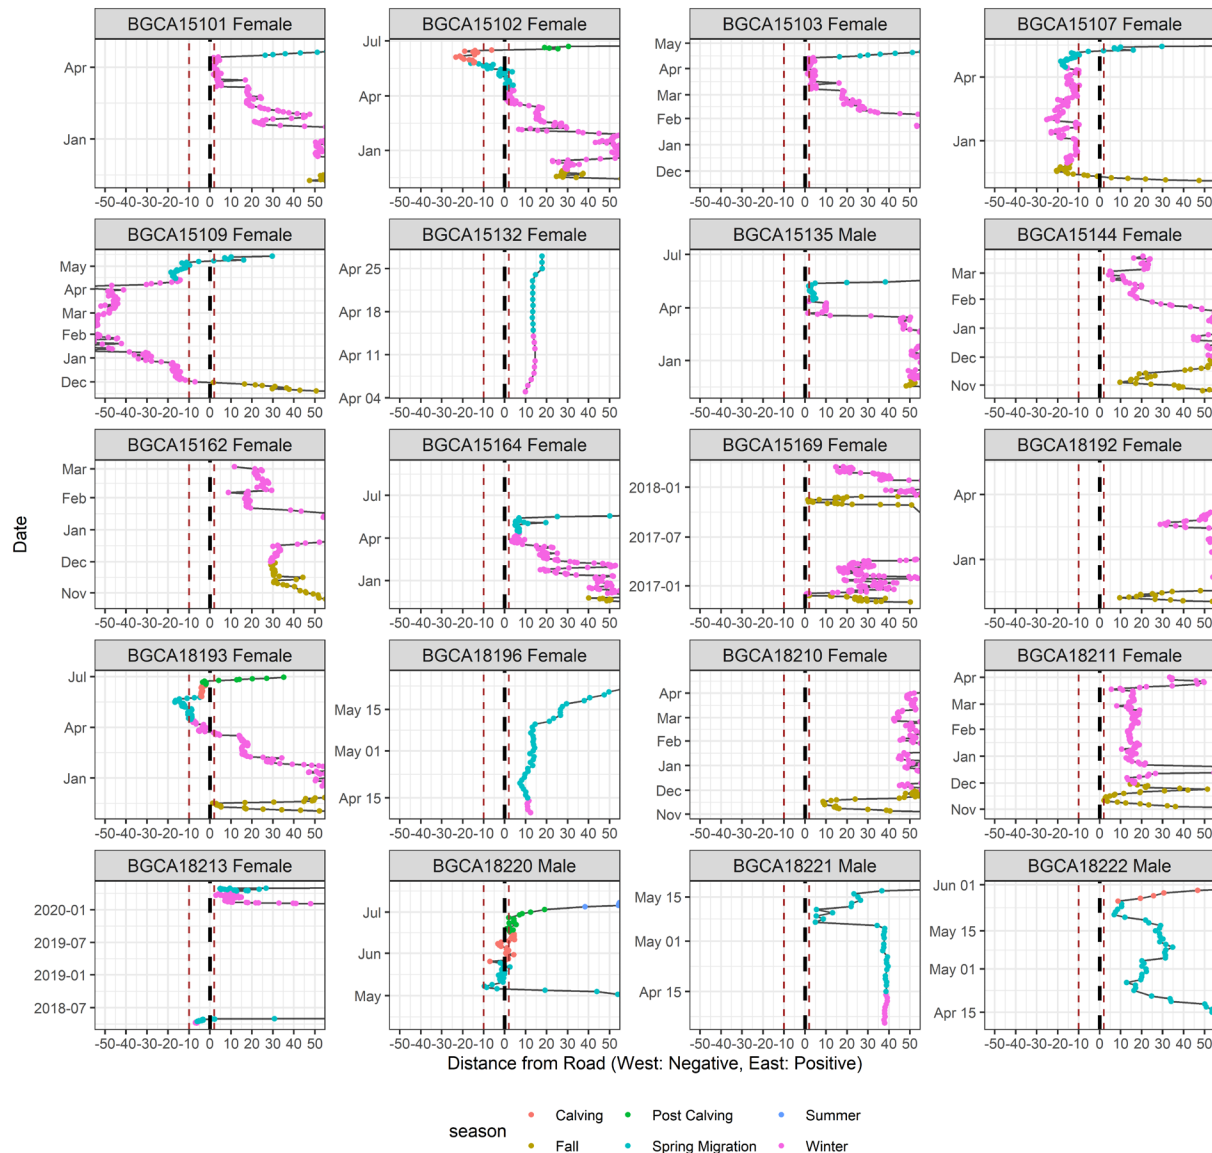 BGCA15101 Female BGCA15102 Female BGCA15103 Female BGCA15107 Female
Apr
Jan
Jul
Apr
Jan
May
Apr
Mar
Feb
Jan
Dec
Apr
Jan
-50-40-30-20-10 0 10 20 30 40 50 -50-40-30-20-10 0 10 20 30 40 50 -50-40-30-20-10 0 10 20 30 40 50 -50-40-30-20-10 0 10 20 30 40 50
BGCA15109 Female BGCA15132 Female BGCA15135 Male BGCA15144 Female
May
Apr
Mar
Feb
Jan
Dec
Apr 25
Apr 18
Apr 11
Apr 04
Jul
Apr
Jan
Mar
Feb
Jan
Dec
Nov
-50-40-30-20-10 0 10 20 30 40 50 -50-40-30-20-10 0 10 20 30 40 50 -50-40-30-20-10 0 10 20 30 40 50 -50-40-30-20-10 0 10 20 30 40 50
BGCA15162 Female BGCA15164 Female BGCA15169 Female BGCA18192 Female
Mar
Feb
Jan
Dec
Nov
Jul
Apr
Jan
2018-01
2017-07
2017-01
Apr
Jan
-50-40-30-20-10 0 10 20 30 40 50 -50-40-30-20-10 0 10 20 30 40 50 -50-40-30-20-10 0 10 20 30 40 50 -50-40-30-20-10 0 10 20 30 40 50
BGCA18193 Female BGCA18196 Female BGCA18210 Female BGCA18211 Female
Jul
Apr
Jan
May 15
May 01
Apr 15
Apr
Mar
Feb
Jan
Dec
Nov
Apr
Mar
Feb
Jan
Dec
Nov
-50-40-30-20-10 0 10 20 30 40 50 -50-40-30-20-10 0 10 20 30 40 50 -50-40-30-20-10 0 10 20 30 40 50 -50-40-30-20-10 0 10 20 30 40 50
BGCA18213 Female BGCA18220 Male BGCA18221 Male BGCA18222 Male
2020-01
2019-07
2019-01
2018-07
Jul
Jun
May
May 15
May 01
Apr 15
Jun 01
May 15
May 01
Apr 15
-50-40-30-20-10 0 10 20 30 40 50 -50-40-30-20-10 0 10 20 30 40 50 -50-40-30-20-10 0 10 20 30 40 50 -50-40-30-20-10 0 10 20 30 40 50
Date
Distance from Road (West: Negative, East: Positive)
season
Calving Post Calving Summer
Fall Spring Migration Winter